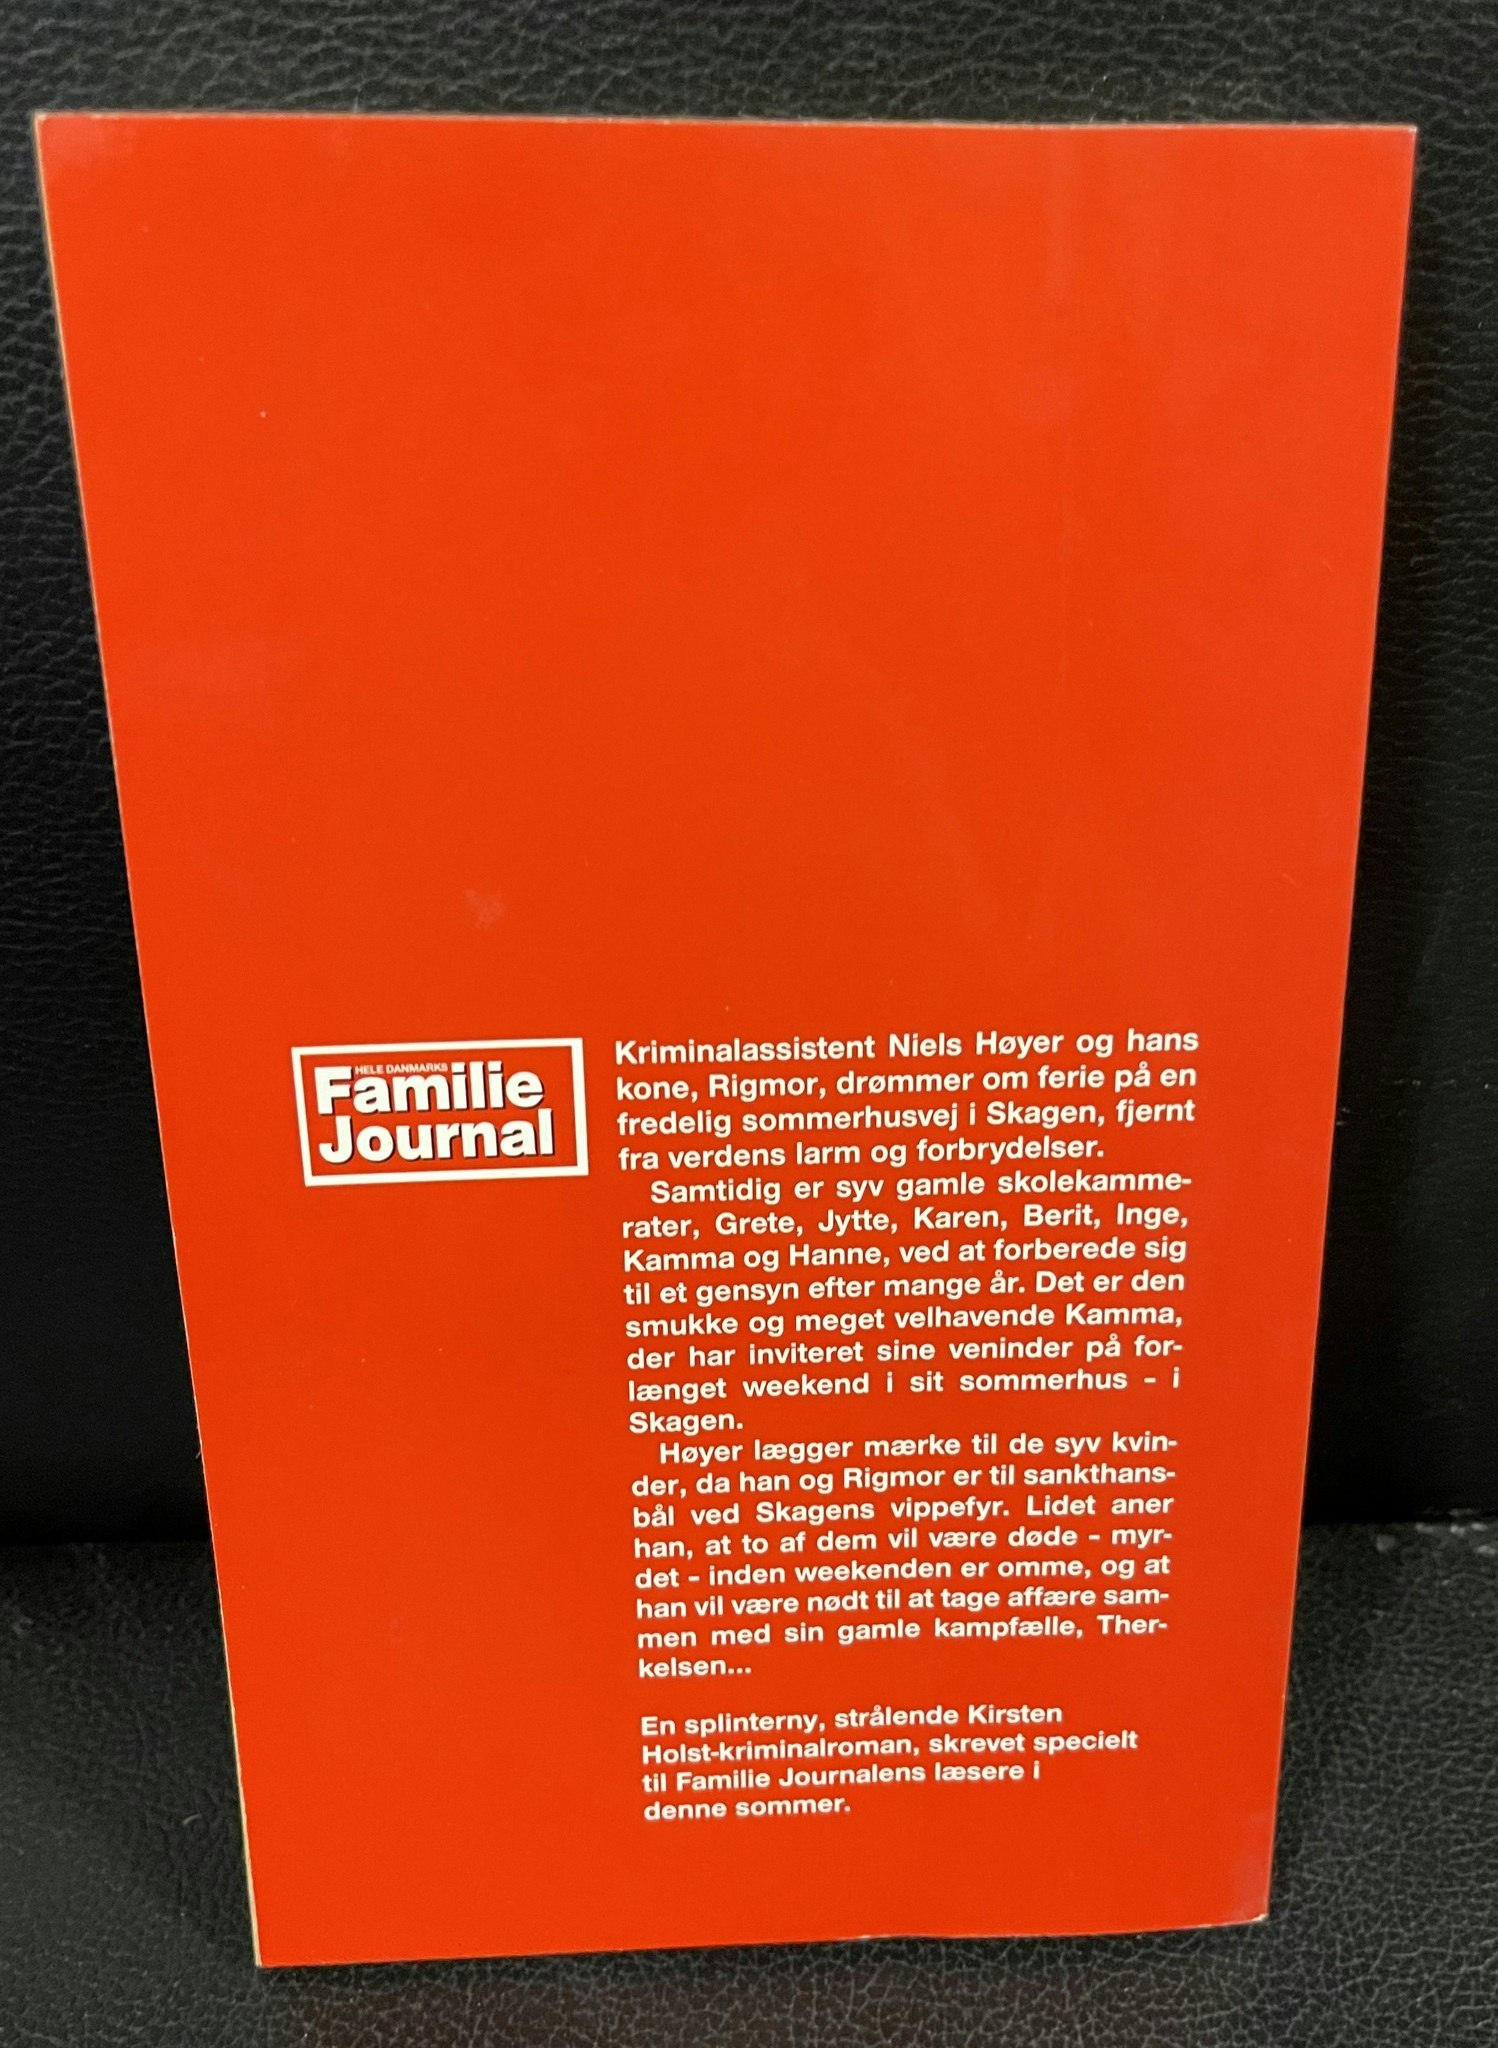 HELE DANMARKS
Familie
Journal
Kriminalassistent Niels Høyer og hans
kone, Rigmor, drømmer om ferie på en
fredelig sommerhusvej i Skagen, fjernt
fra verdens larm og forbrydelser.
Samtidig er syv gamle skolekamme-
rater, Grete, Jytte, Karen, Berit, Inge,
Kamma og Hanne, ved at forberede sig
til et gensyn efter mange år. Det er den
smukke og meget velhavende Kamma,
der har inviteret sine veninder på for-
længet weekend i sit sommerhus - i
Skagen.
Høyer lægger mærke til de syv kvin-
der, da han og Rigmor er til sankthans-
bål ved Skagens vippefyr. Lidet aner
han, at to af dem vil være døde - myr-
det - inden weekenden er omme, og at
han vil være nødt til at tage affære sam-
men med sin gamle kampfælle, Ther-
kelsen...
En splinterny, strålende Kirsten
Holst-kriminalroman, skrevet specielt
til Familie Journalens læsere i
denne sommer.